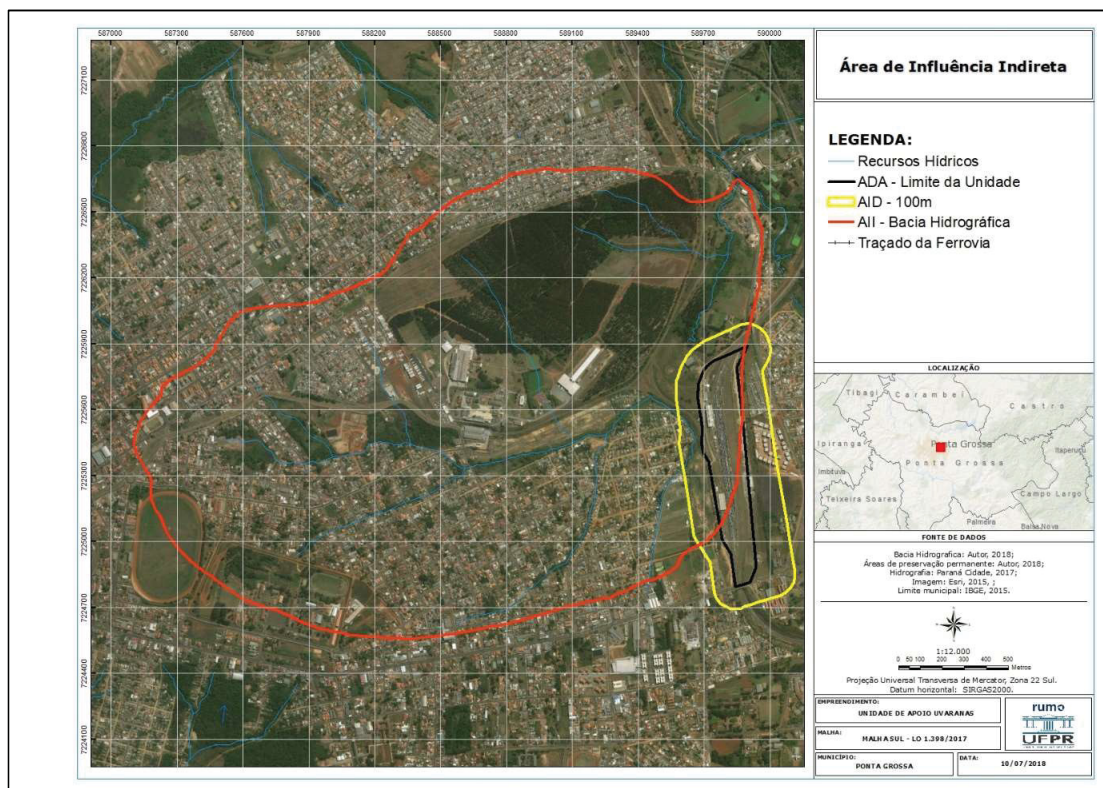 587000 587300 587600 587900 588200 588500 588800 589100 589400 589700 590000
7227100
7226800
7226500
7226200
7225900
7225600
7225300
7225000
7224700
7224400
7224100
Área de Influência Indireta
LEGENDA:
Recursos Hídricos
ADA - Limite da Unidade
AID - 100m
AII - Bacia Hidrográfica
Traçado da Ferrovia
LOCALIZAÇÃO
Tibagi Carambeí
Castro
Ipiranga Ponta Grossa Itaperuçu
Imbituva Ponta Grossa
Campo Largo
Teixeira Soares
Palmeira
Balsa Nova
FONTE DE DADOS
Bacia Hidrografica: Autor, 2018;
Áreas de preservação permanente: Autor, 2018;
Hidrografia: Paraná Cidade, 2017;
Imagem: Esri, 2015, ;
Limite municipal: IBGE, 2015.
1:12.000
0 50 100 200 300 400 500
Metros
Projeção Universal Transversa de Mercator, Zona 22 Sul.
Datum horizontal: SIRGAS2000.
EMPREENDIMENTO:
UNIDADE DE APOIO UVARANAS
MALHA:
MALHA SUL - LO 1.398/2017
rumo
UFPR
MUNICÍPIO:
PONTA GROSSA
DATA:
10/07/2018